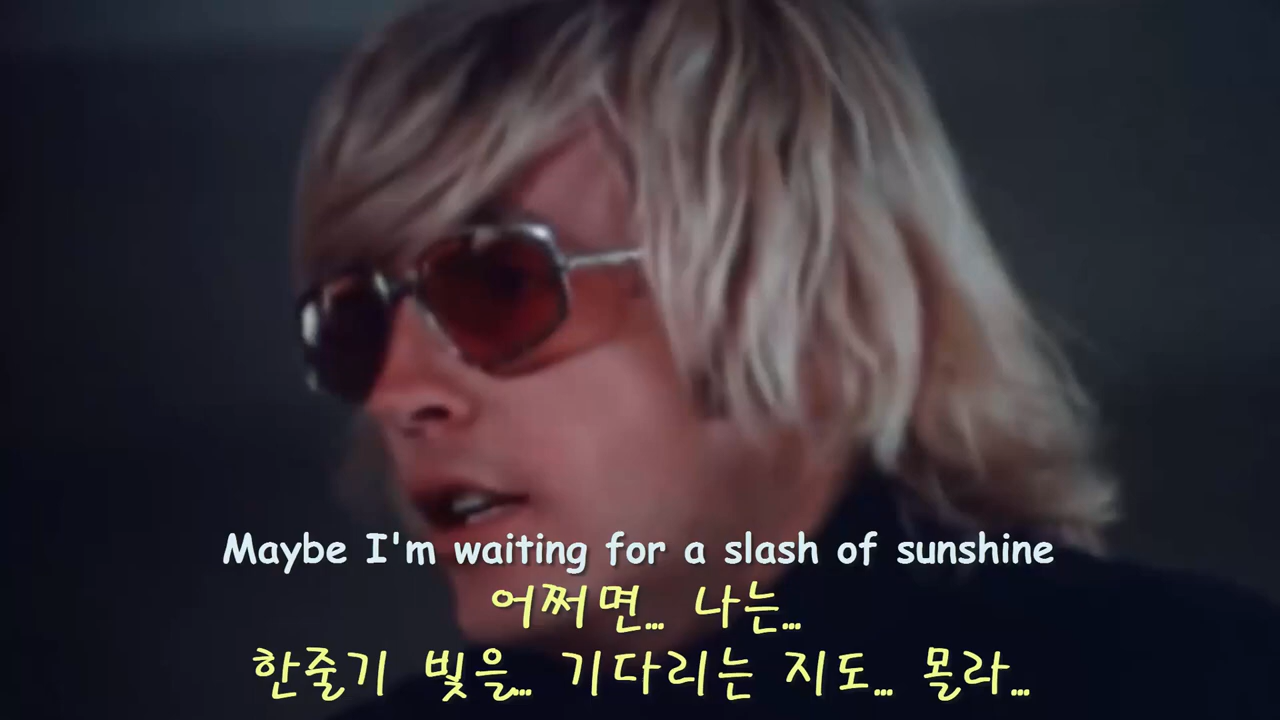 Maybe I'm waiting for a slash of sunshine
어쩌면... 나는...
한줄기 빛을... 기다리는 지도... 몰라...